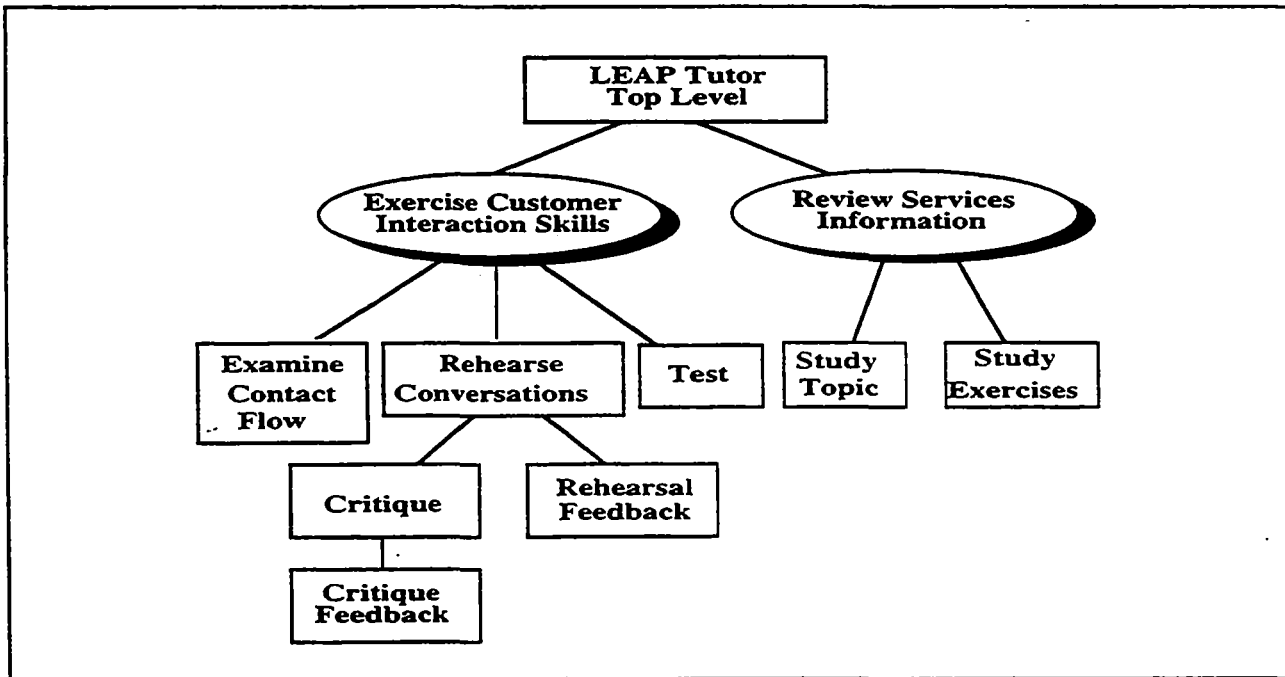 LEAP Tutor
Top Level
Exercise Customer
Interaction Skills
Review Services
Information
Examine
Contact
Flow
Rehearse
Conversations
Test
Study
Topic
Study
Exercises
Critique
Rehearsal
Feedback
Critique
Feedback